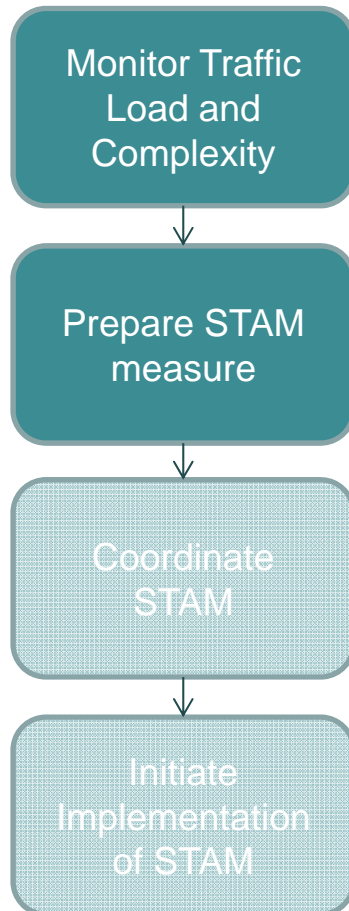 Monitor Traffic
Load and
Complexity
Prepare STAM
measure
Coordinate
STAM
Initiate
Implementation
of STAM